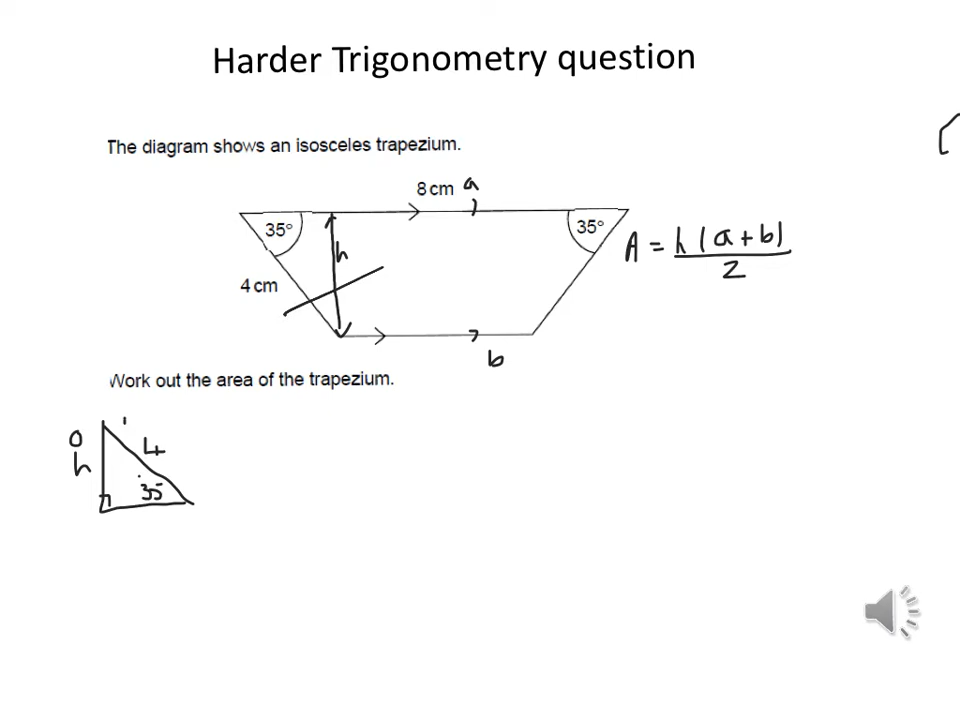 Harder Trigonometry question
The diagram shows an isosceles trapezium.
8 cm a
35°
35°
h
A = h (a + b)
2
4 cm
b
Work out the area of the trapezium.
o
h
4
35